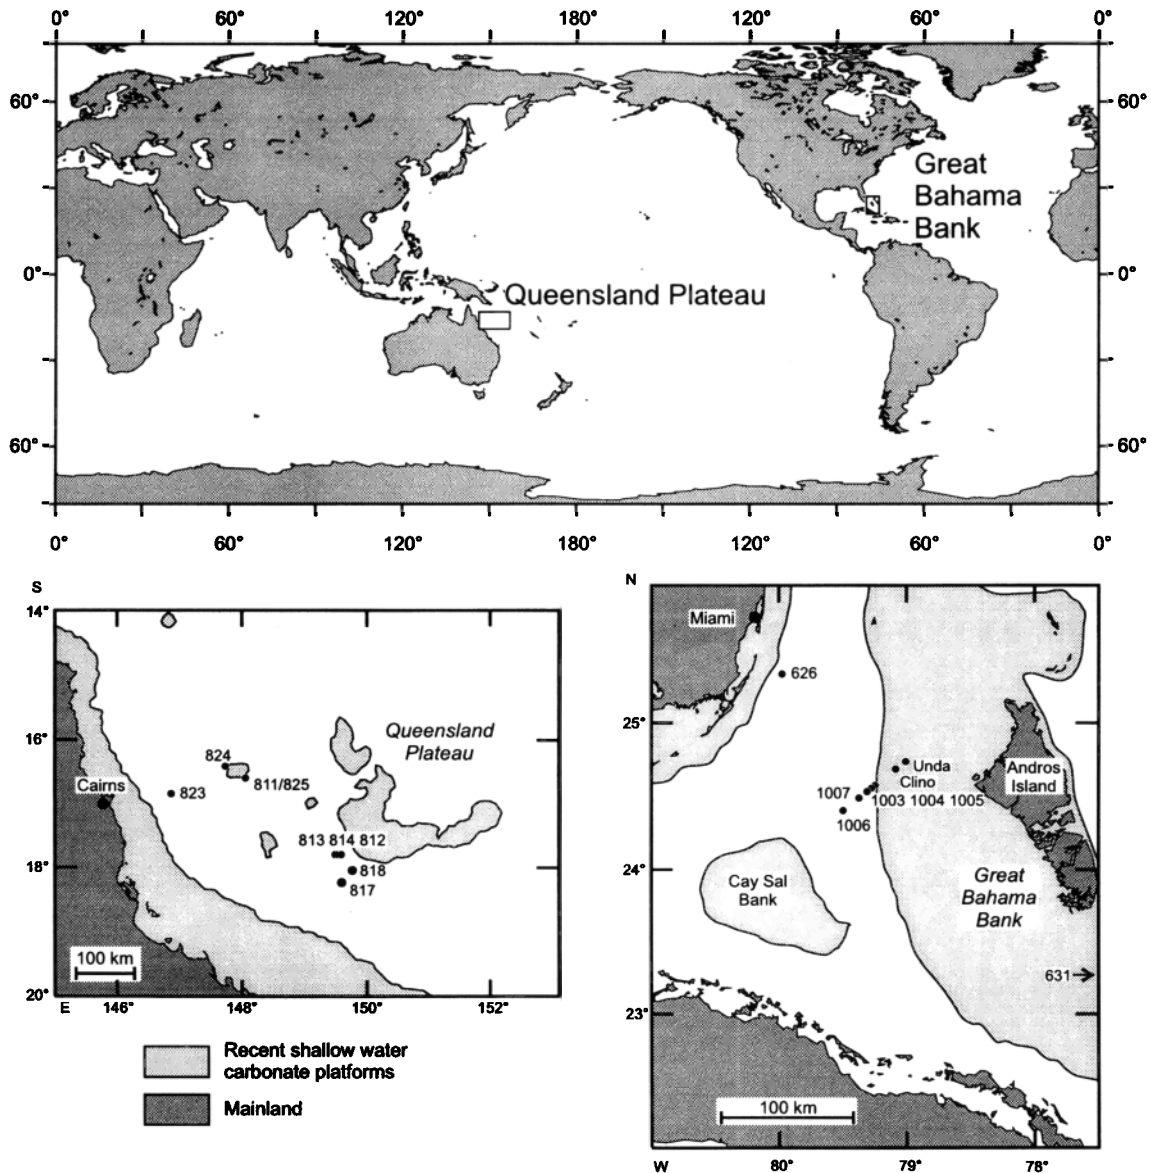 0° 60° 120° 180° 120° 60° 0°
60° 60°
Great
Bahama
Bank
0° 0°
Queensland Plateau
60° 60°
0° 60° 120° 180° 120° 60° 0°
S
14°
16°
18°
20°
E 146° 148° 150° 152°
Queensland
Plateau
824
811/825
Cairns
823
813 814 812
818
817
100 km
Recent shallow water
carbonate platforms
Mainland
N
Miami
626
25°
Unda
Clino
Andros
Island
1007
1003 1004 1005
1006
24°
Cay Sal
Bank
Great
Bahama
Bank
631
23°
100 km
W 80° 79° 78°